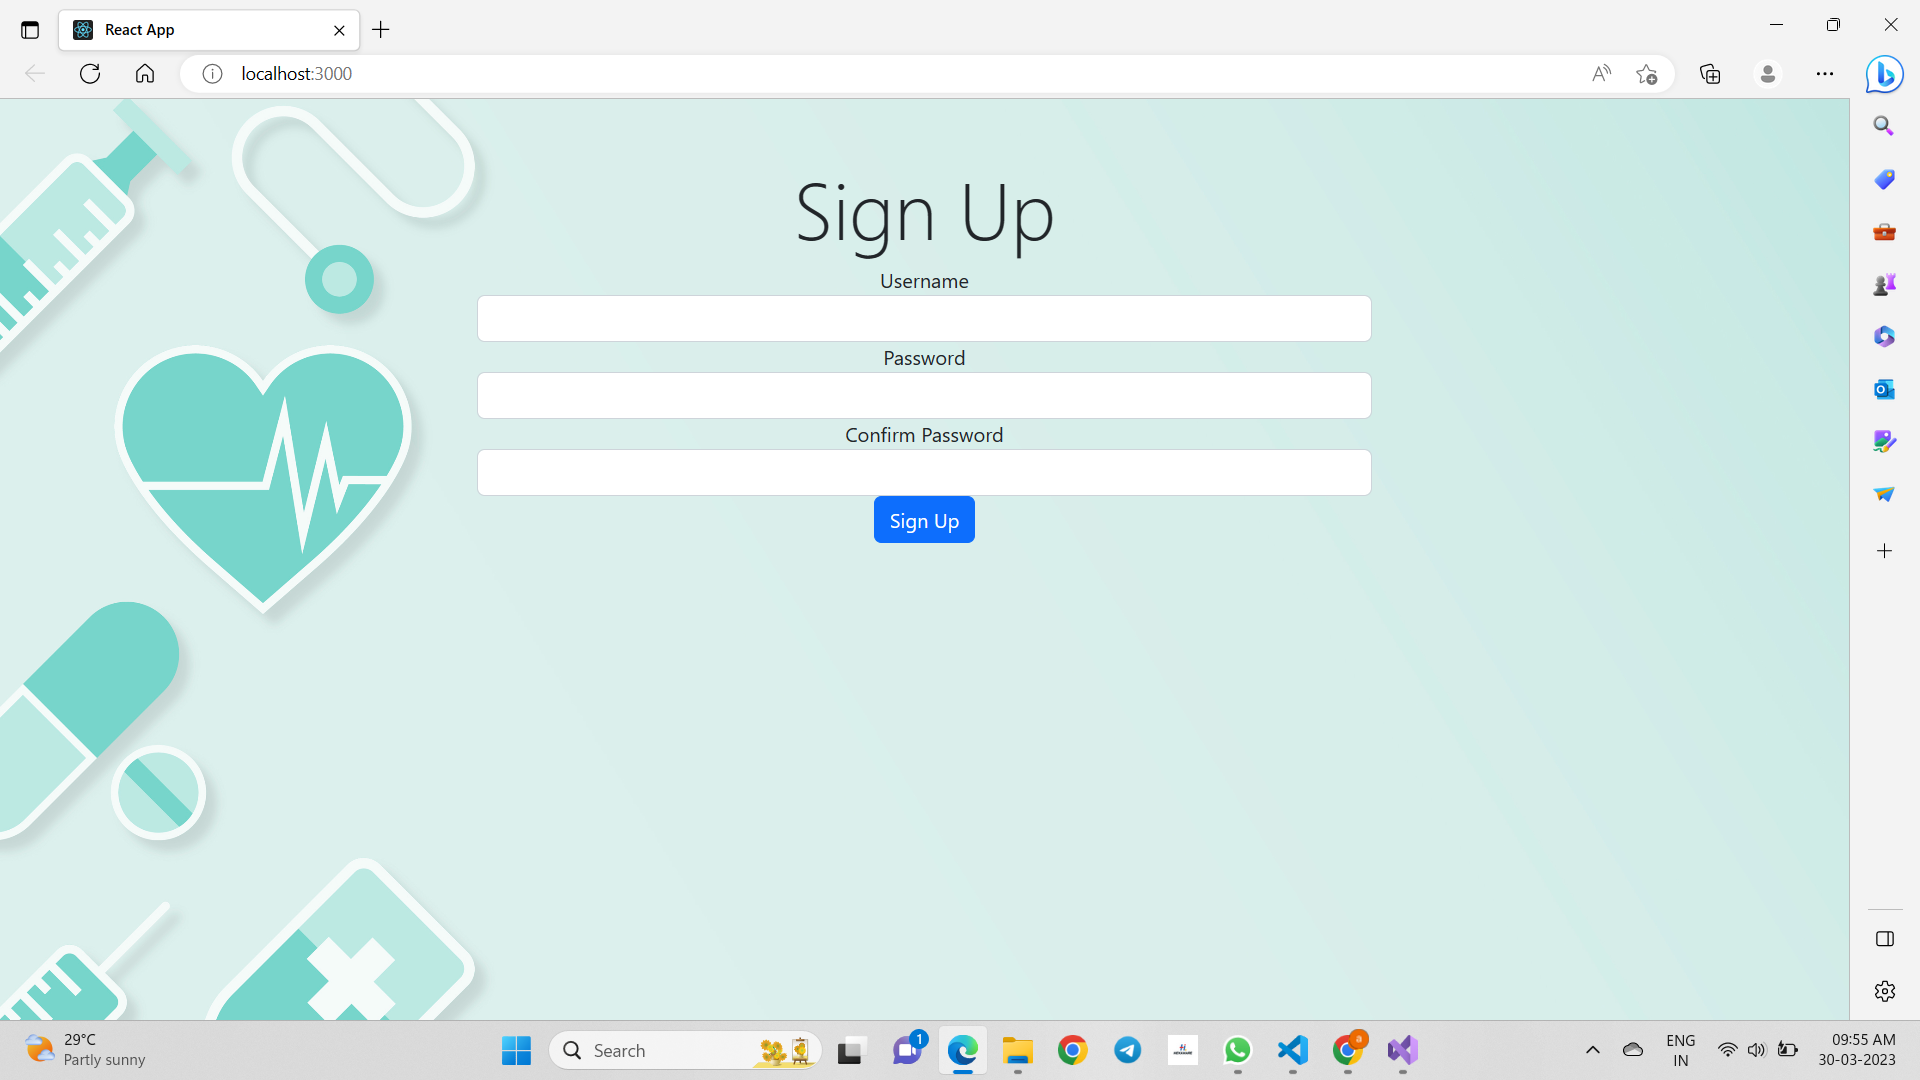 React App
localhost:3000
Sign Up
Username
Password
Confirm Password
Sign Up
29°C
Partly sunny
Search
1
a
ENG
IN
09:55 AM
30-03-2023